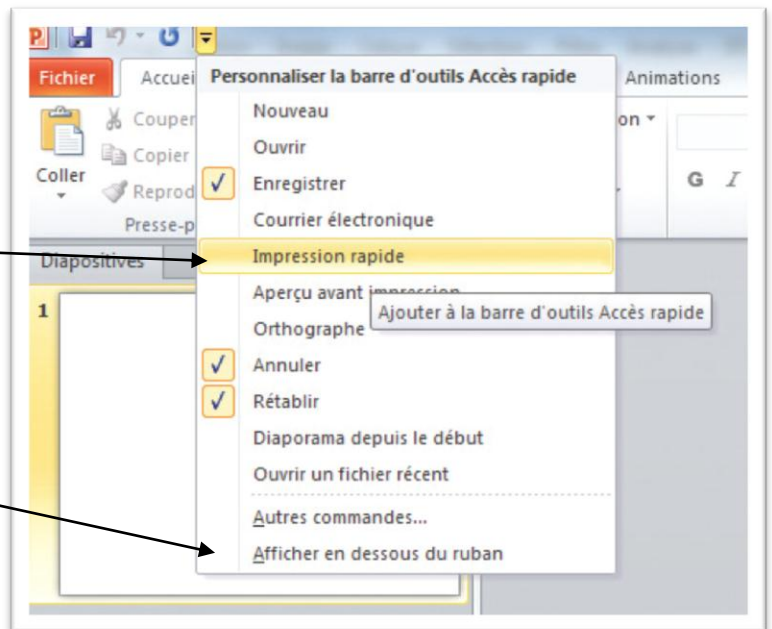 P
Fichier
Accuei
Personnaliser la barre d'outils Accès rapide
Animations
Couper
Copier
Reprod
Coller
Presse-p
Nouveau
Ouvrir
Enregistrer
Courrier électronique
Impression rapide
Aperçu avant impression
Ajouter à la barre d'outils Accès rapide
Orthographe
Annuler
Rétablir
Diaporama depuis le début
Ouvrir un fichier récent
Autres commandes...
Afficher en dessous du ruban
on
G I
Diapositives
1